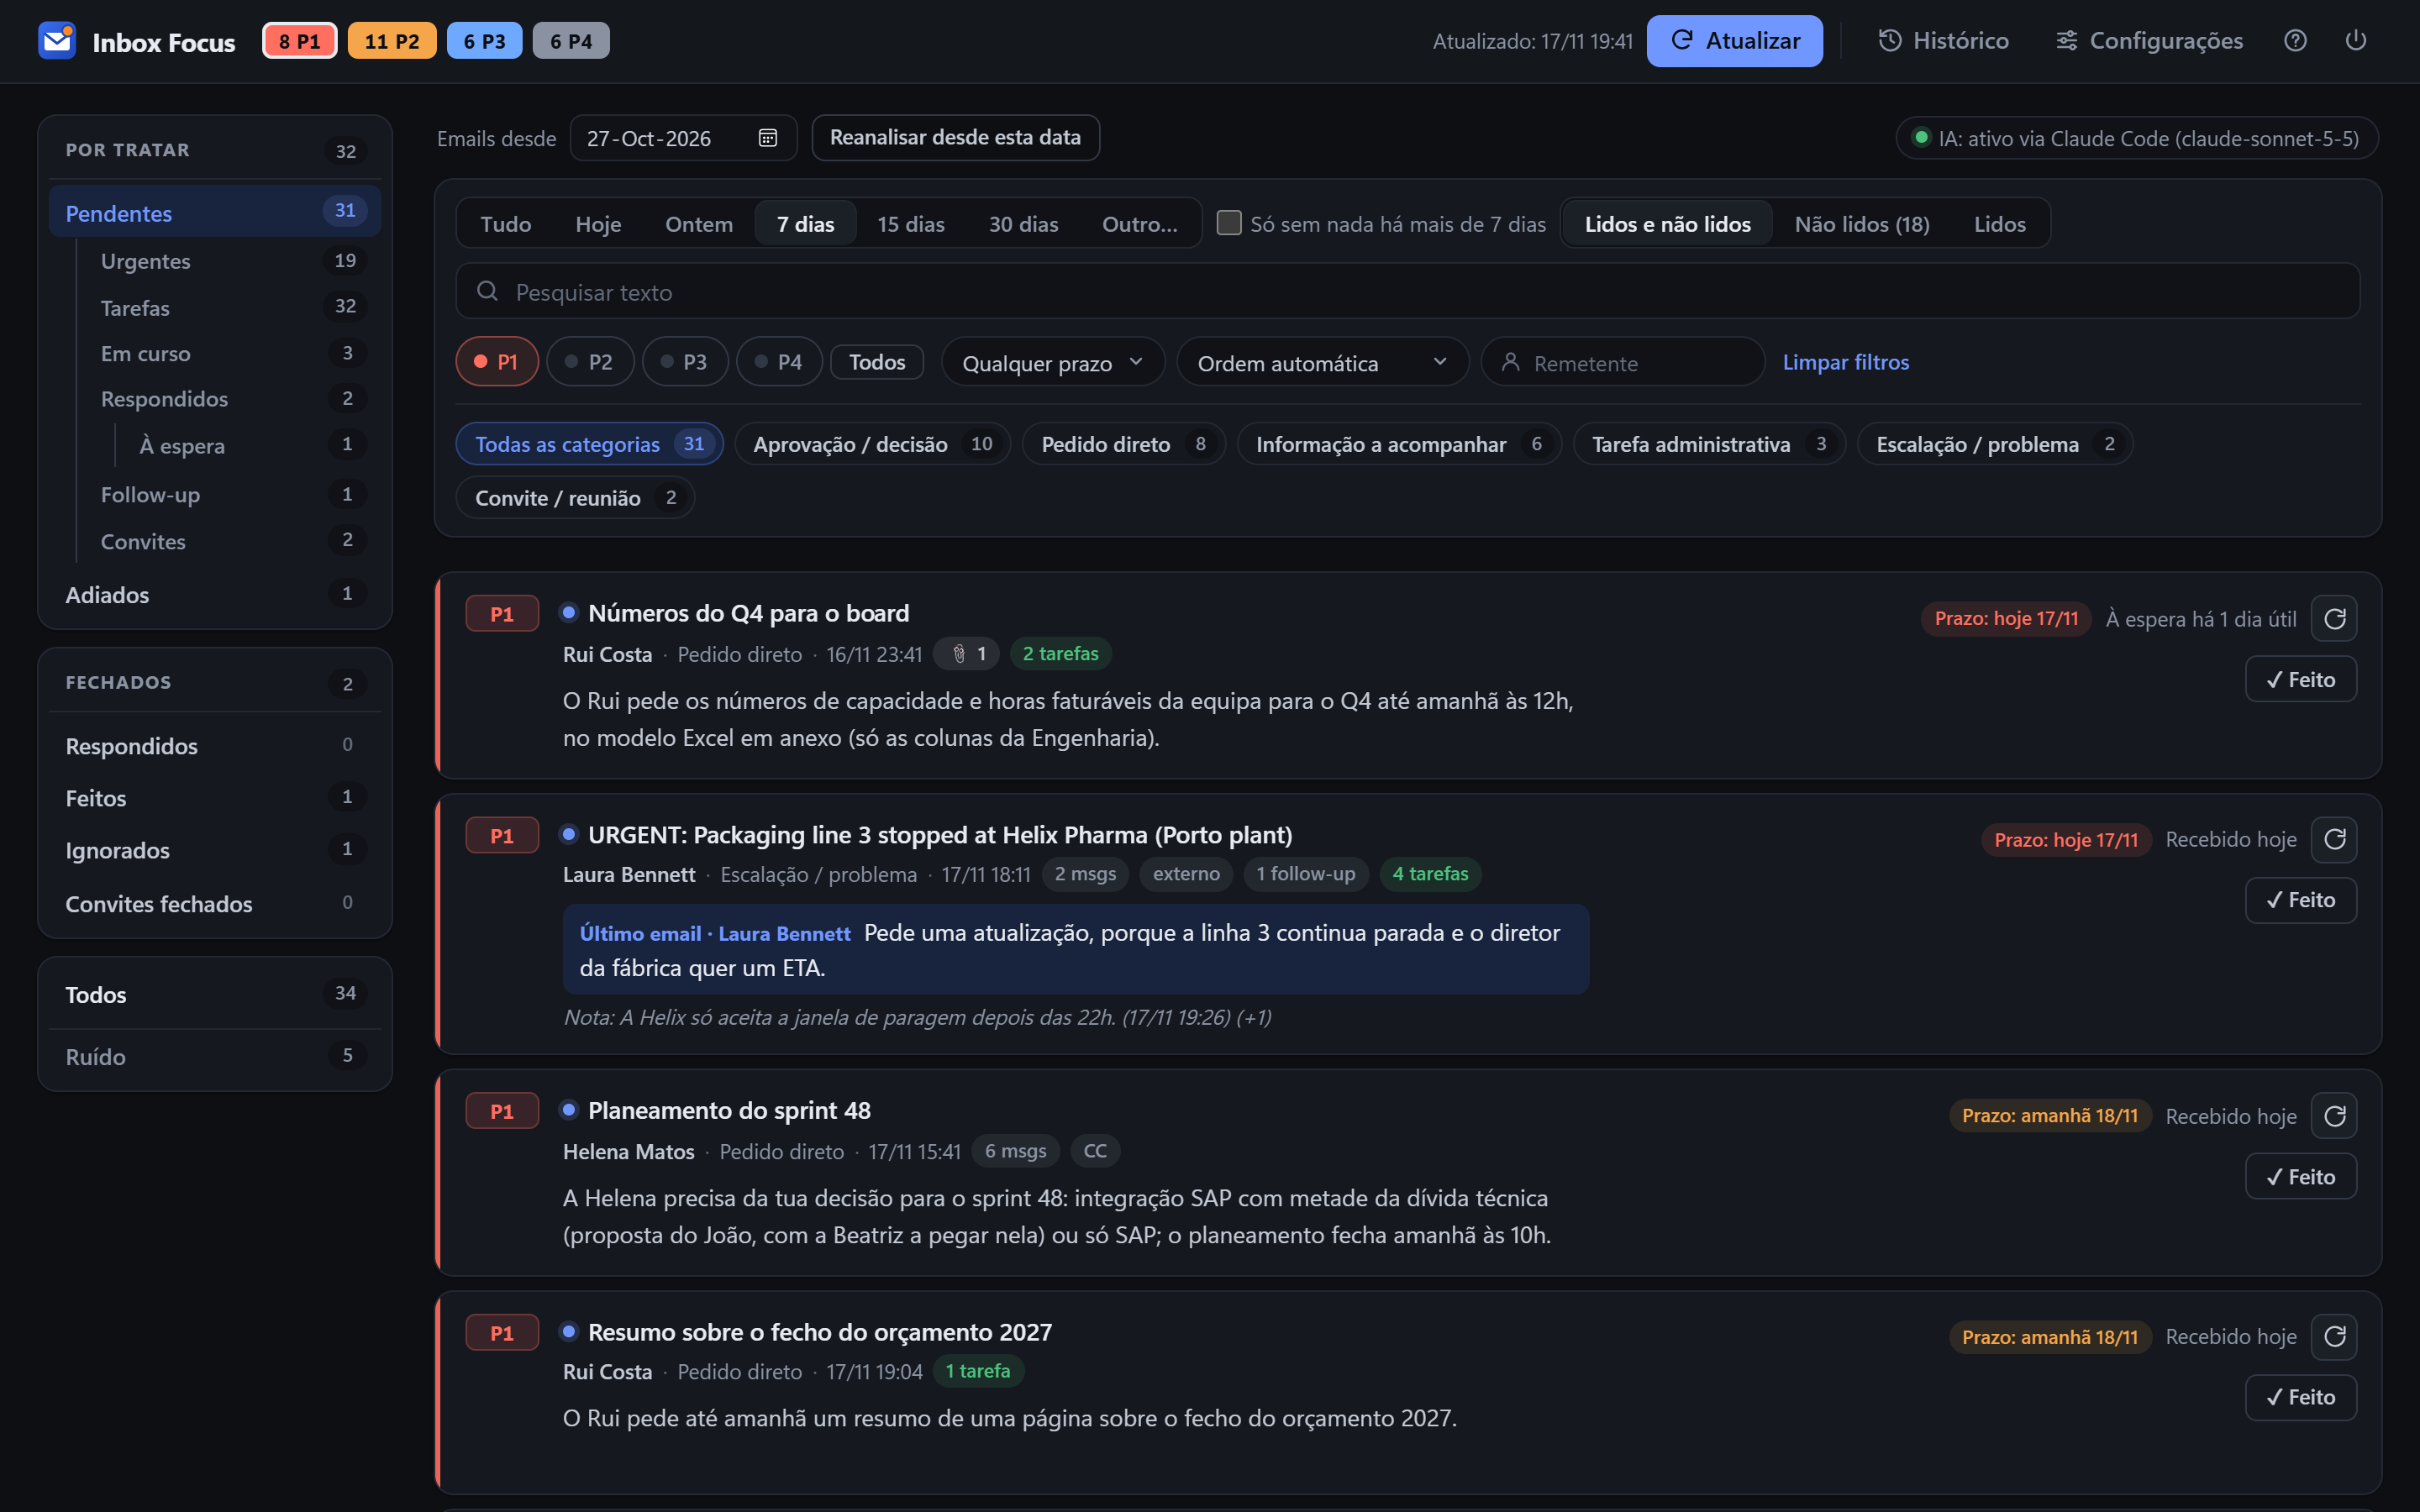 Inbox Focus
8 P1
11 P2
6 P3
6 P4
Atualizado: 17/11 19:41
Atualizar
Histórico
Configurações
POR TRATAR 32
Pendentes 31
Urgentes 19
Tarefas 32
Em curso 3
Respondidos 2
À espera 1
Follow-up 1
Convites 2
Adiados 1
FECHADOS 2
Respondidos 0
Feitos 1
Ignorados 1
Convites fechados 0
Todos 34
Ruído 5
Emails desde 27-Oct-2026 Reanalisar desde esta data
IA: ativo via Claude Code (claude-sonnet-5-5)
Tudo Hoje Ontem 7 dias 15 dias 30 dias Outro... Só sem nada há mais de 7 dias Lidos e não lidos Não lidos (18) Lidos
Pesquisar texto
P1 P2 P3 P4 Todos Qualquer prazo Ordem automática Remetente Limpar filtros
Todas as categorias 31 Aprovação / decisão 10 Pedido direto 8 Informação a acompanhar 6 Tarefa administrativa 3 Escalação / problema 2
Convite / reunião 2
P1 Números do Q4 para o board
Prazo: hoje 17/11 À espera há 1 dia útil
Rui Costa · Pedido direto · 16/11 23:41 1 2 tarefas
✓ Feito
O Rui pede os números de capacidade e horas faturáveis da equipa para o Q4 até amanhã às 12h,
no modelo Excel em anexo (só as colunas da Engenharia).
P1 URGENT: Packaging line 3 stopped at Helix Pharma (Porto plant)
Prazo: hoje 17/11 Recebido hoje
Laura Bennett · Escalação / problema · 17/11 18:11 2 msgs externo 1 follow-up 4 tarefas
✓ Feito
Último email · Laura Bennett Pede uma atualização, porque a linha 3 continua parada e o diretor
da fábrica quer um ETA.
Nota: A Helix só aceita a janela de paragem depois das 22h. (17/11 19:26) (+1)
P1 Planeamento do sprint 48
Prazo: amanhã 18/11 Recebido hoje
Helena Matos · Pedido direto · 17/11 15:41 6 msgs CC
✓ Feito
A Helena precisa da tua decisão para o sprint 48: integração SAP com metade da dívida técnica
(proposta do João, com a Beatriz a pegar nela) ou só SAP; o planeamento fecha amanhã às 10h.
P1 Resumo sobre o fecho do orçamento 2027
Prazo: amanhã 18/11 Recebido hoje
Rui Costa · Pedido direto · 17/11 19:04 1 tarefa
✓ Feito
O Rui pede até amanhã um resumo de uma página sobre o fecho do orçamento 2027.